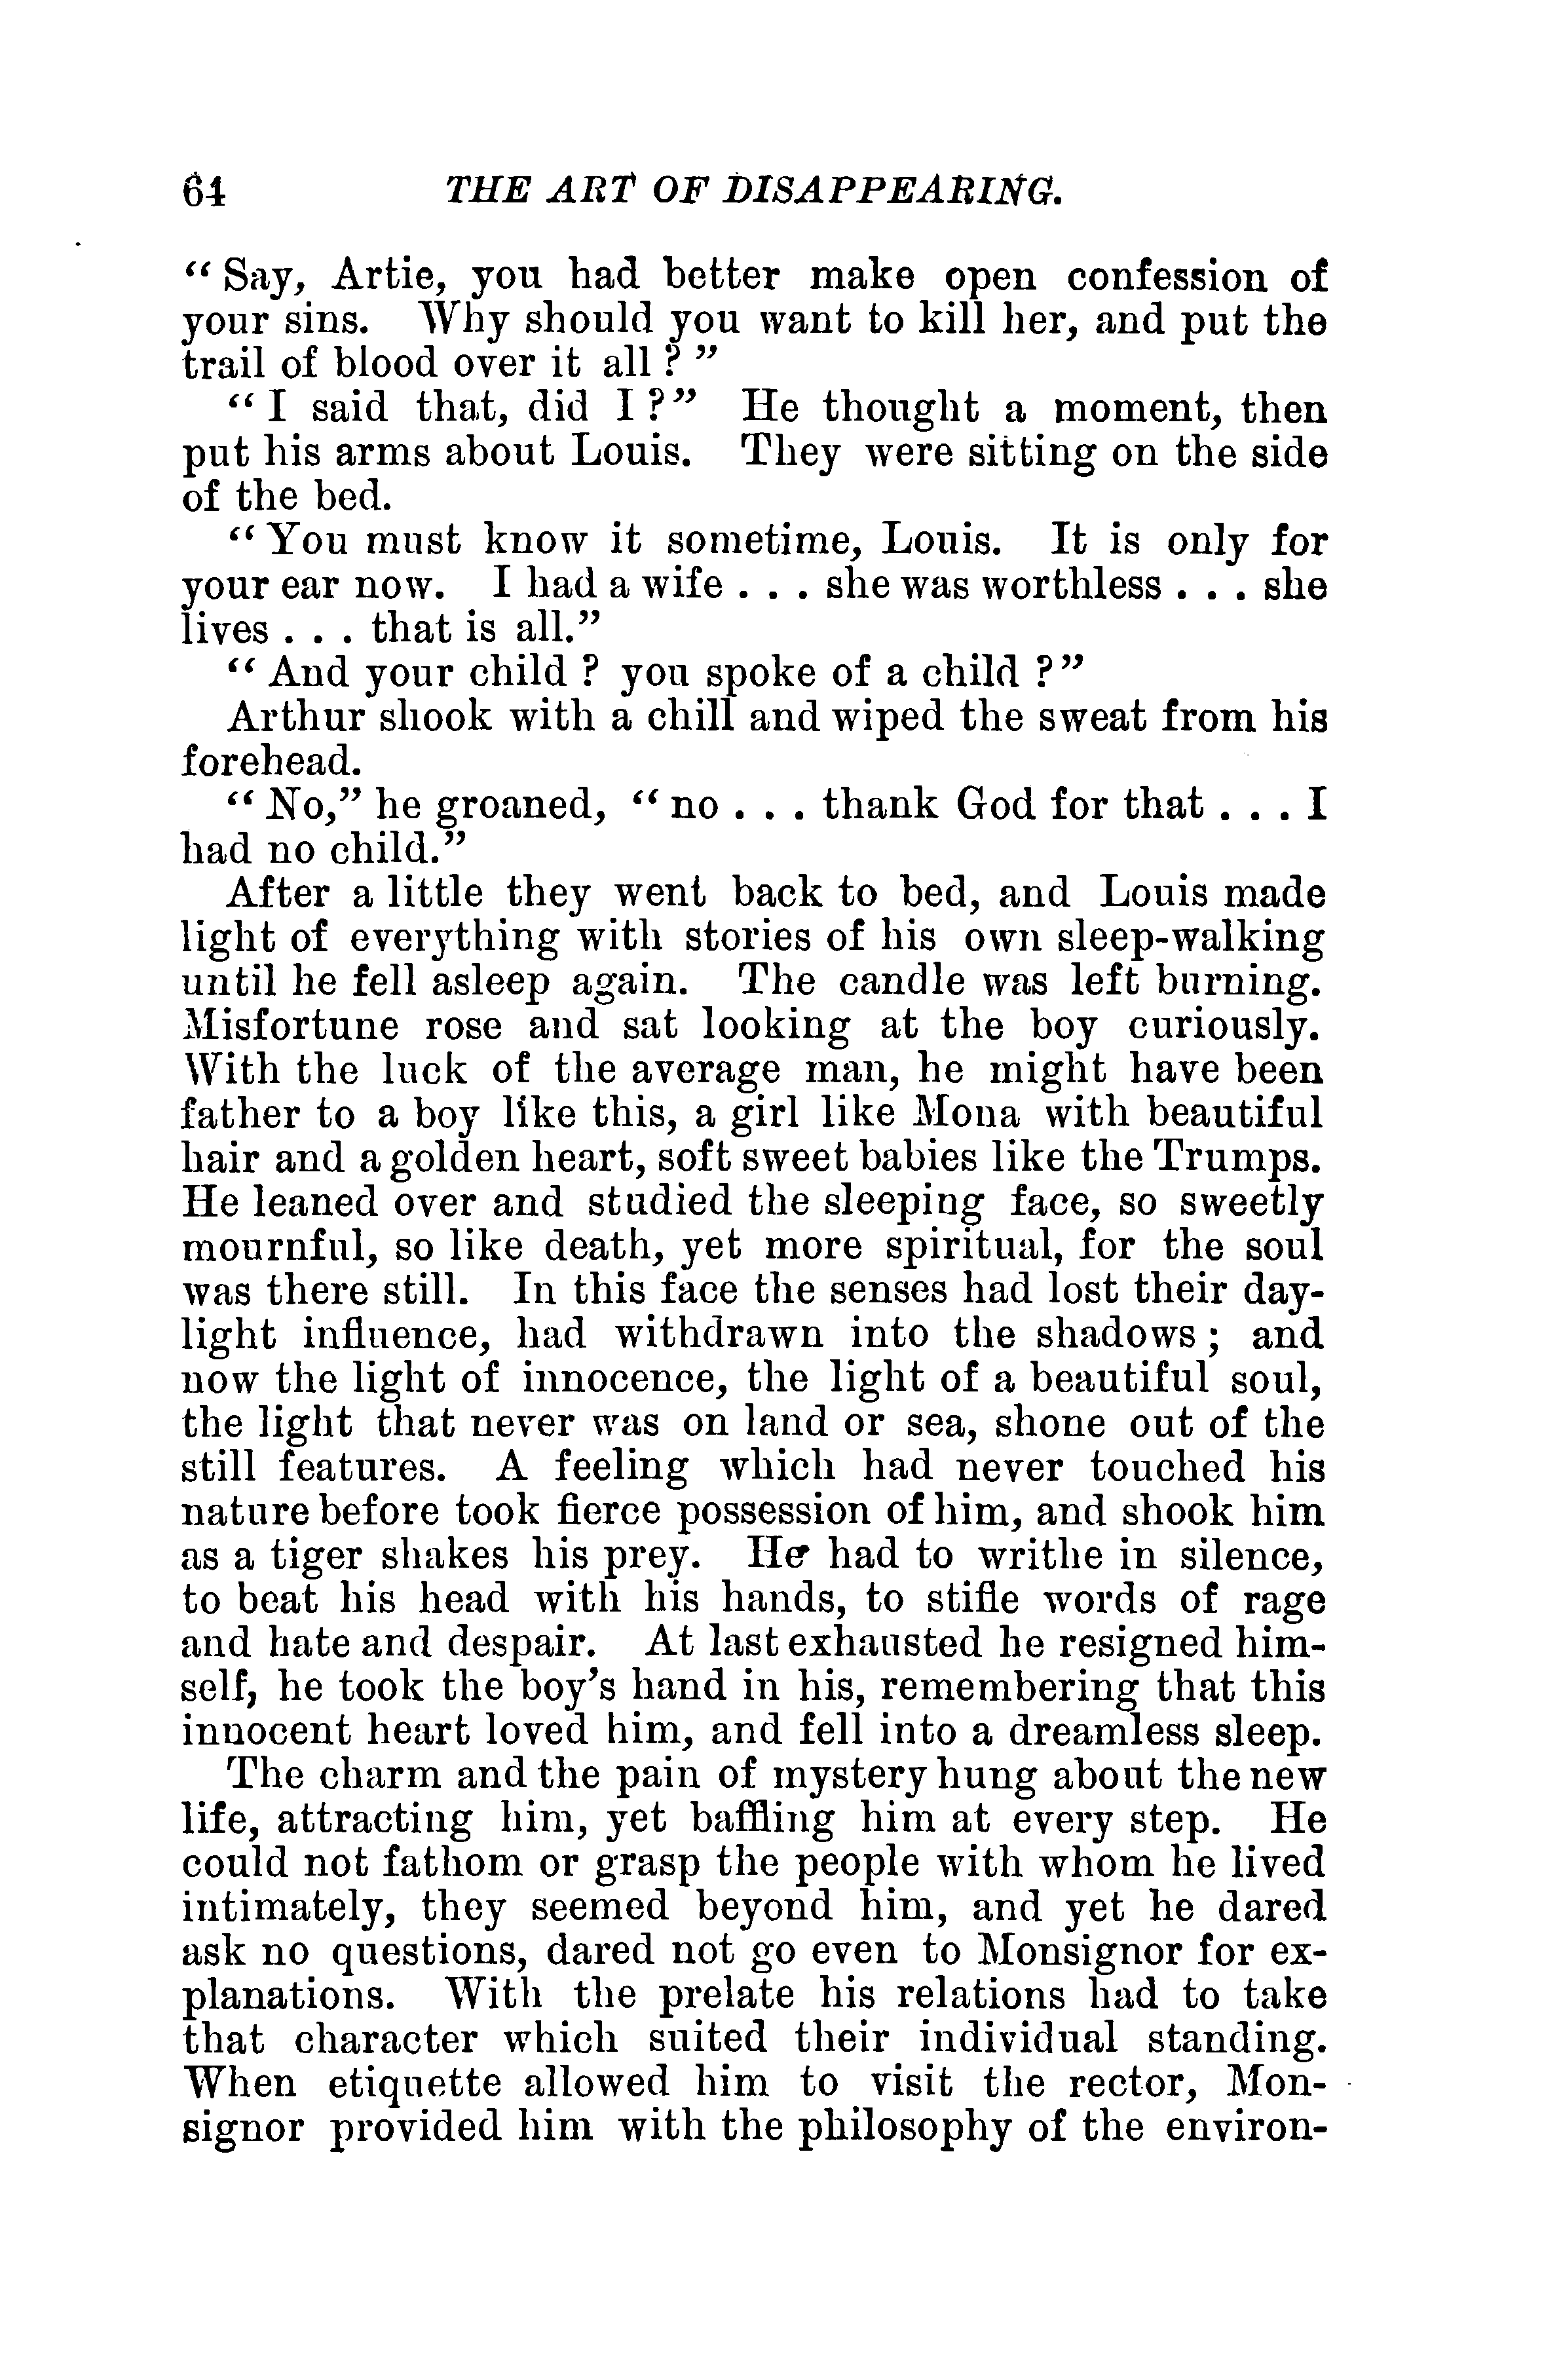 64 THE ART OF DISAPPEARING.
“Say, Artie, you had better make open confession of
your sins. Why should you want to kill her, and put the
trail of blood over it all?”
“I said that, did I?” He thought a moment, then
put his arms about Louis. They were sitting on the side
of the bed.
“You must know it sometime, Louis. It is only for
your ear now. I had a wife . . . she was worthless . . . she
lives . . . that is all.”
“And your child? you spoke of a child?”
Arthur shook with a chill and wiped the sweat from his
forehead.
“No,” he groaned, “no . . . thank God for that . . . I
had no child.”
After a little they went back to bed, and Louis made
light of everything with stories of his own sleep-walking
until he fell asleep again. The candle was left burning.
Misfortune rose and sat looking at the boy curiously.
With the luck of the average man, he might have been
father to a boy like this, a girl like Mona with beautiful
hair and a golden heart, soft sweet babies like the Trumps.
He leaned over and studied the sleeping face, so sweetly
mournful, so like death, yet more spiritual, for the soul
was there still. In this face the senses had lost their day-
light influence, had withdrawn into the shadows; and
now the light of innocence, the light of a beautiful soul,
the light that never was on land or sea, shone out of the
still features. A feeling which had never touched his
nature before took fierce possession of him, and shook him
as a tiger shakes his prey. He had to writhe in silence,
to beat his head with his hands, to stifle words of rage
and hate and despair. At last exhausted he resigned him-
self, he took the boy’s hand in his, remembering that this
innocent heart loved him, and fell into a dreamless sleep.
The charm and the pain of mystery hung about the new
life, attracting him, yet baffling him at every step. He
could not fathom or grasp the people with whom he lived
intimately, they seemed beyond him, and yet he dared
ask no questions, dared not go even to Monsignor for ex-
planations. With the prelate his relations had to take
that character which suited their individual standing.
When etiquette allowed him to visit the rector, Mon-
signor provided him with the philosophy of the environ-